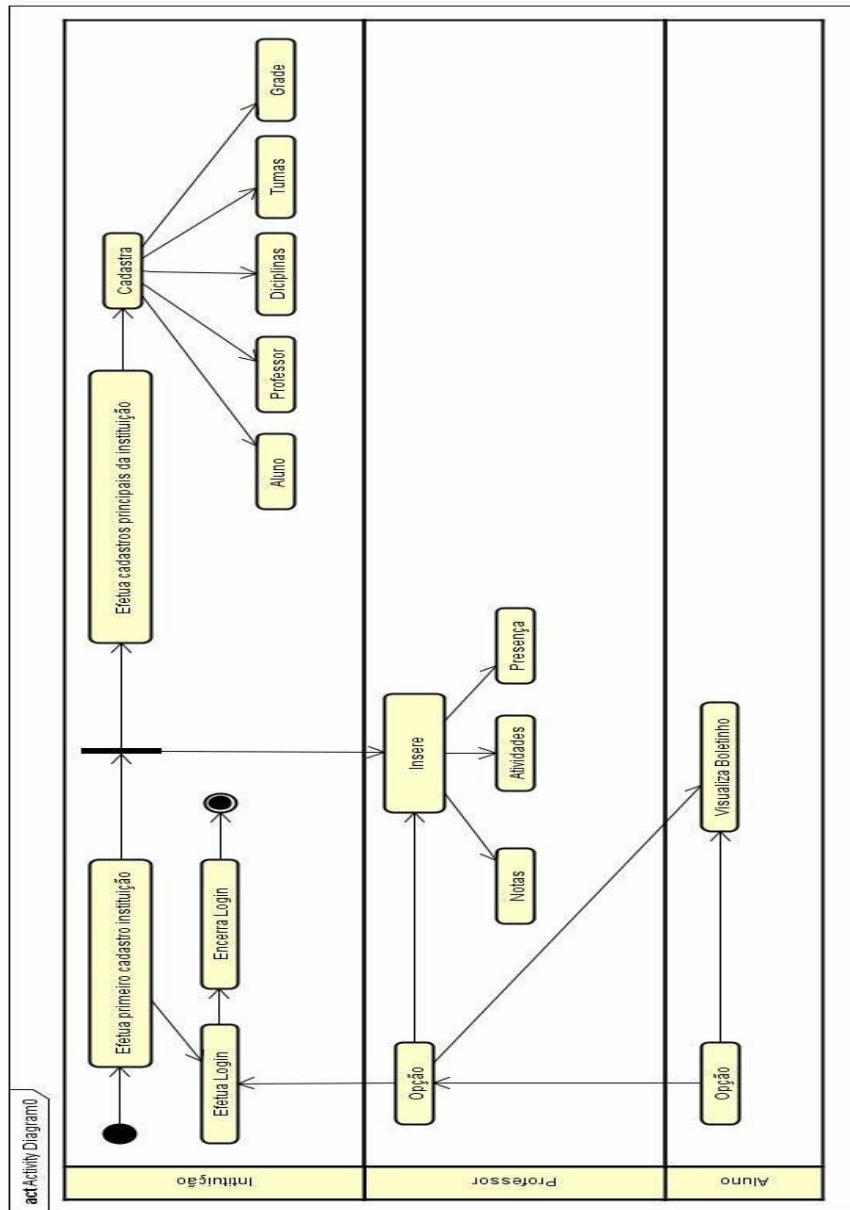 act Activity Diagram0
Intituição
Efetua primeiro cadastro instituição
Efetua cadastros principais da instituição
Cadastra
Efetua Login
Encerra Login
Aluno
Professor
Diciplinas
Tumas
Grade
Professor
Opção
Insere
Notas
Atividades
Presença
Aluno
Opção
Visualiza Boletinho